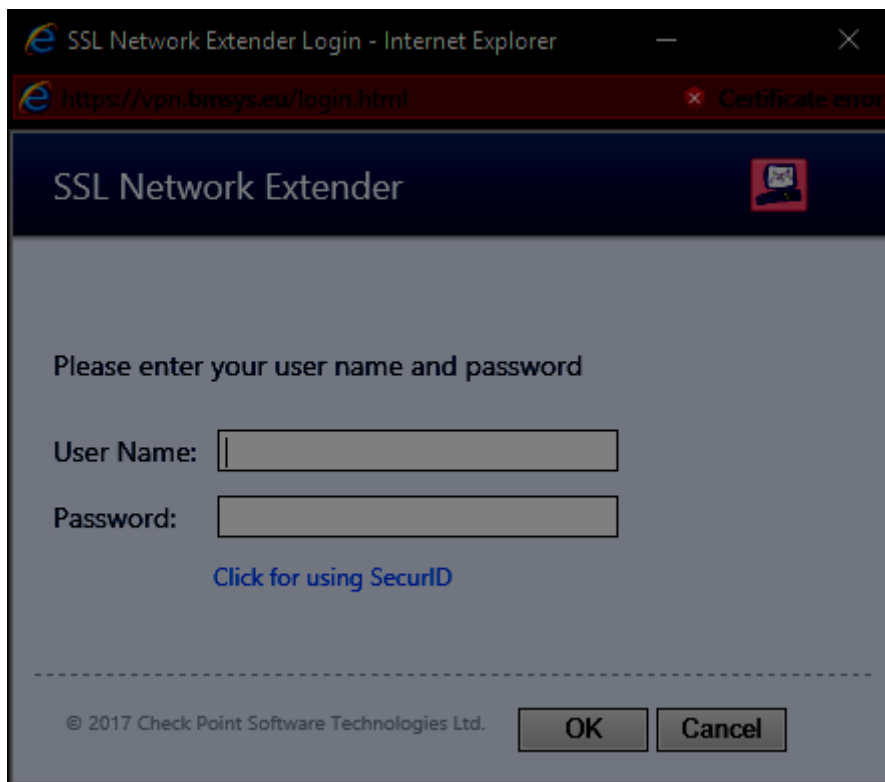 SSL Network Extender Login - Internet Explorer
https://vpn.bmsys.eu/login.html Certificate error
SSL Network Extender
Please enter your user name and password
User Name:
Password:
Click for using SecurID
© 2017 Check Point Software Technologies Ltd. OK Cancel